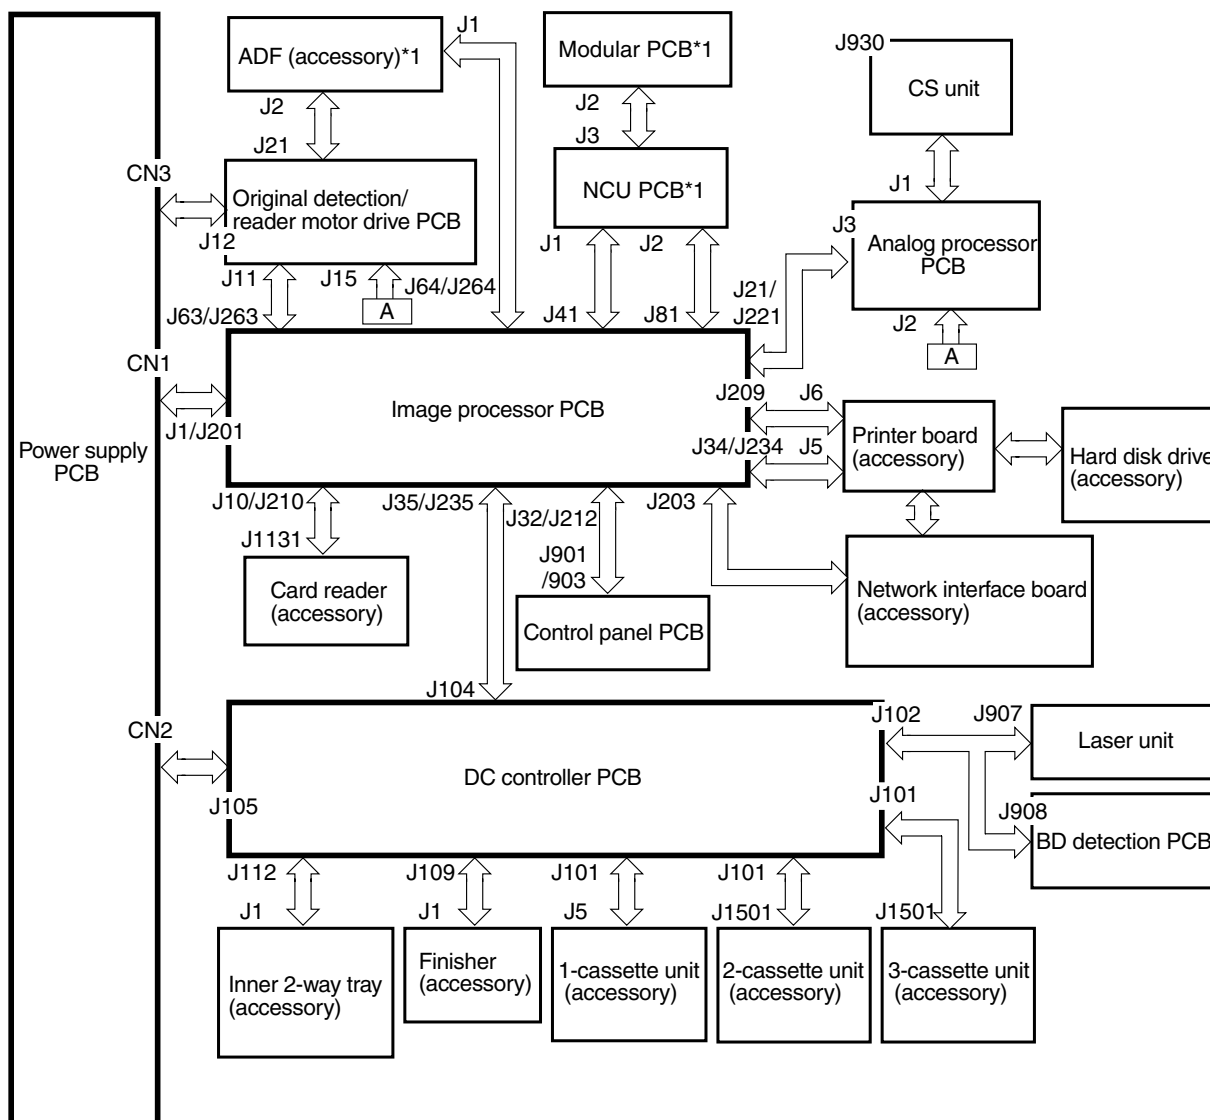 J1
ADF (accessory)*1
J2
J21
Modular PCB*1
J2
J3
NCU PCB*1
J1
J2
J930
CS unit
J1
J3
Analog processor
PCB
J2
A
CN3
Original detection/
reader motor drive PCB
J12
J11
J15
J64/J264
A
J63/J263
J41
J81
J21/
J221
CN1
J1/J201
Image processor PCB
J209
J6
J34/J234
J5
Printer board
(accessory)
Hard disk drive
(accessory)
Power supply
PCB
J10/J210
J1131
Card reader
(accessory)
J35/J235
J32/J212
J901
/903
Control panel PCB
J203
Network interface board
(accessory)
J104
CN2
J105
DC controller PCB
J102
J907
Laser unit
J101
J908
BD detection PCB
J112
J1
Inner 2-way tray
(accessory)
J109
J1
Finisher
(accessory)
J101
J5
1-cassette unit
(accessory)
J101
J1501
2-cassette unit
(accessory)
J1501
3-cassette unit
(accessory)